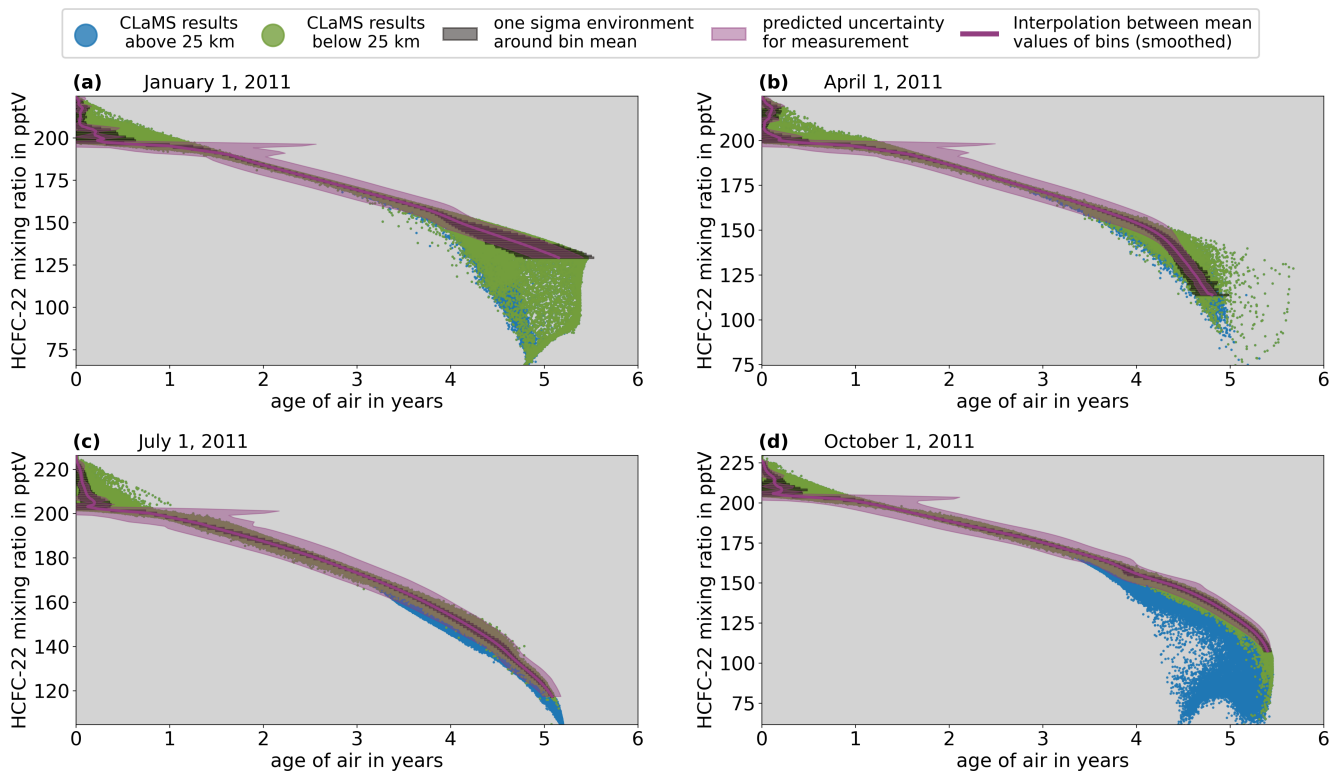 CLaMS results
above 25 km
CLaMS results
below 25 km
one sigma environment
around bin mean
predicted uncertainty
for measurement
Interpolation between mean
values of bins (smoothed)
(a) January 1, 2011
HCFC-22 mixing ratio in pptV
200
175
150
125
100
75
0 1 2 3 4 5 6
age of air in years
(b) April 1, 2011
HCFC-22 mixing ratio in pptV
200
175
150
125
100
75
0 1 2 3 4 5 6
age of air in years
(c) July 1, 2011
HCFC-22 mixing ratio in pptV
220
200
180
160
140
120
0 1 2 3 4 5 6
age of air in years
(d) October 1, 2011
HCFC-22 mixing ratio in pptV
225
200
175
150
125
100
75
0 1 2 3 4 5 6
age of air in years